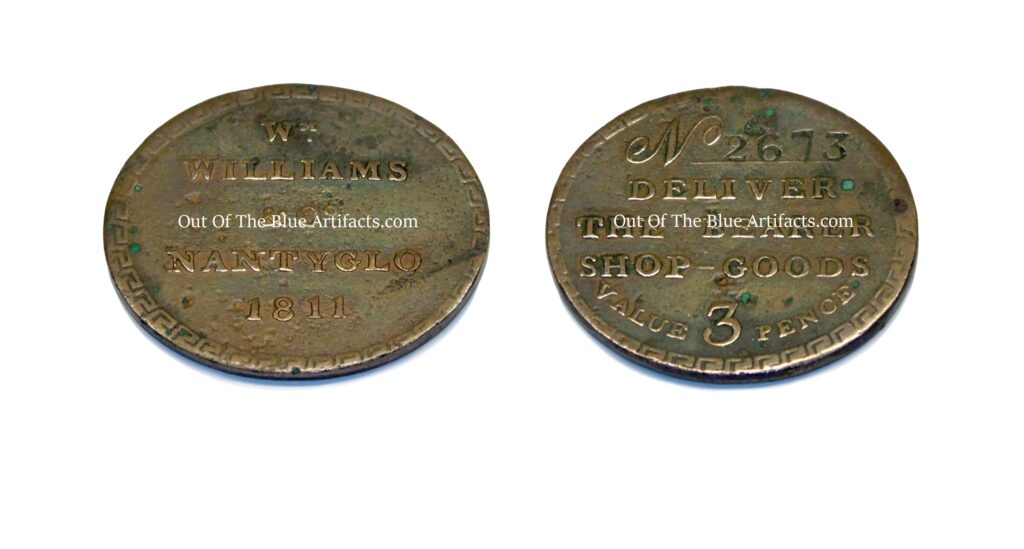 Wm
WILLIAMS
Out Of The Blue Artifacts.com
NANTYGLO
1811
No 2673
DELIVER
Out Of The Blue Artifacts.com
THE BEARER
SHOP-GOODS
VALUE 3 PENCE